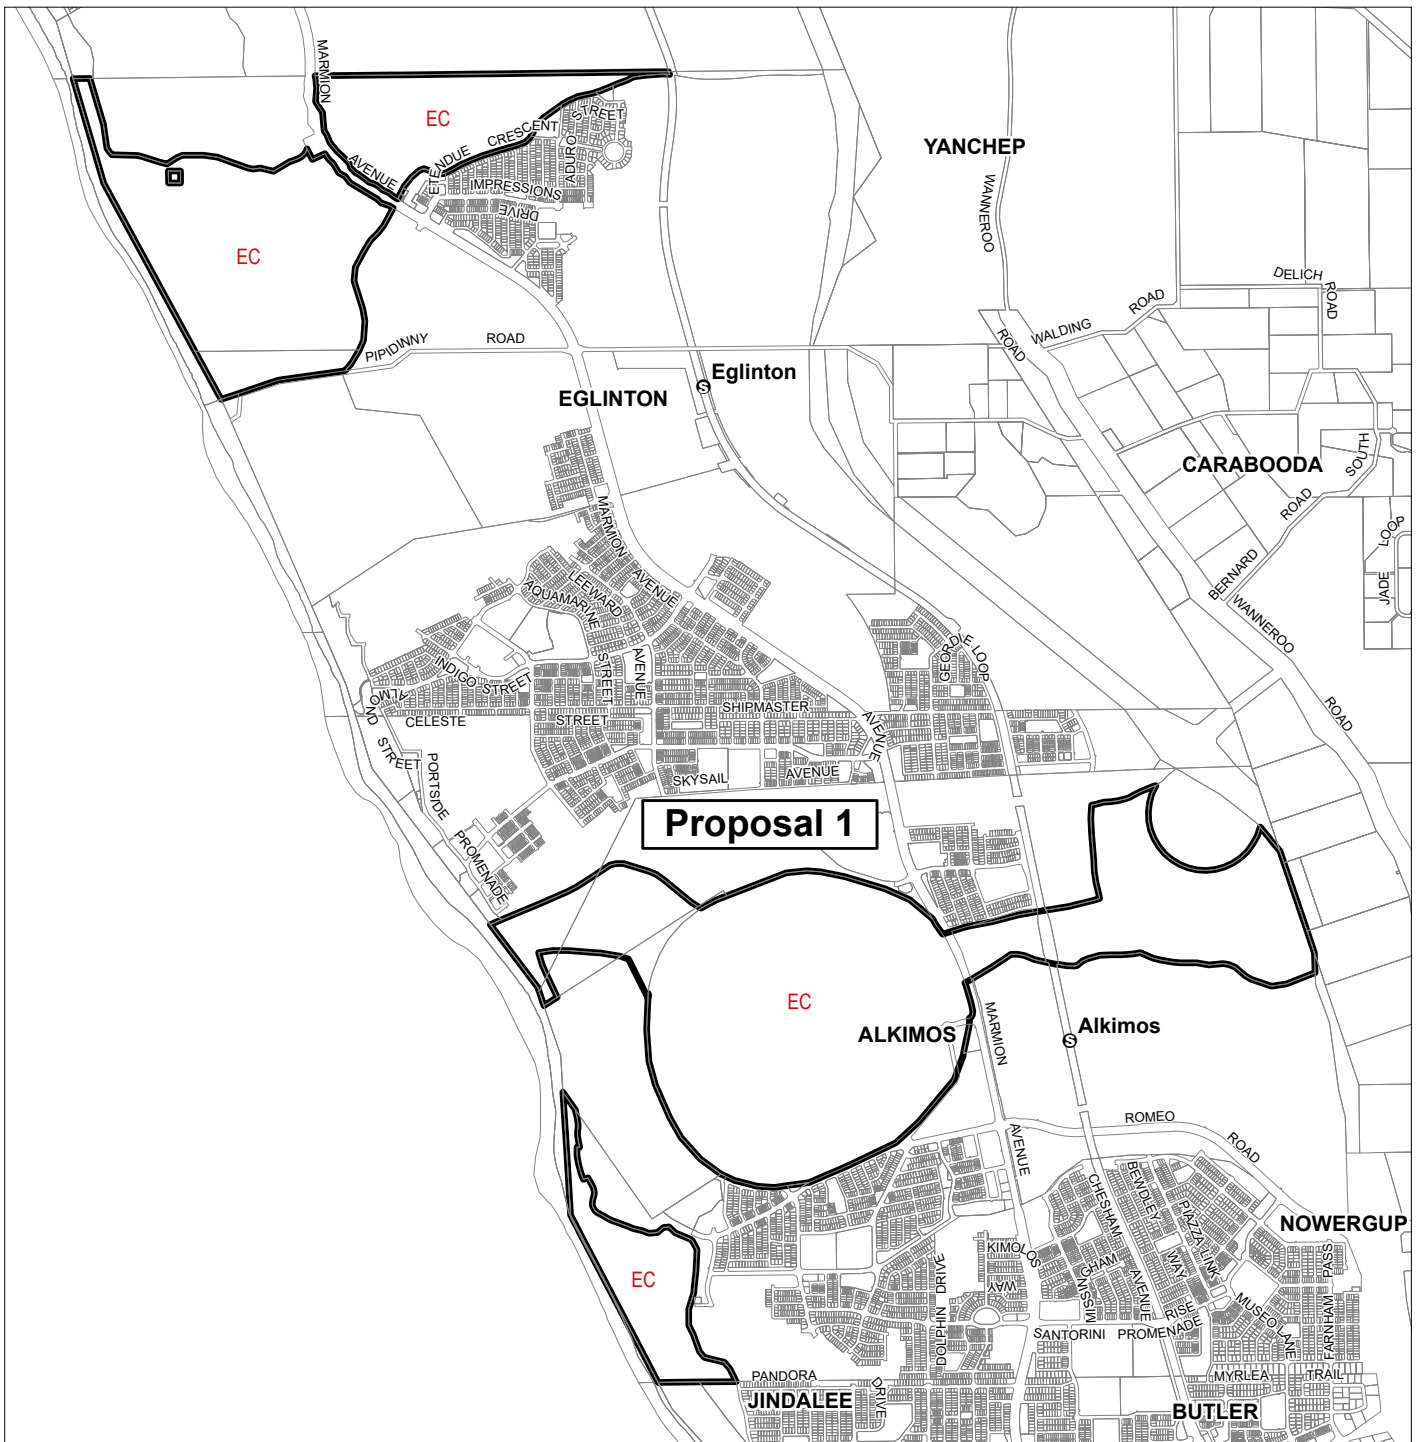 MARMION
EC
STREET
CRESCENT
ADURO
ETENDUE
AVENUE
IMPRESSIONS
DRIVE
YANCHEP
WANNEROO
EC
DELICH
ROAD
ROAD
WALDING
ROAD
PIPIDINNY
ROAD
Eglinton
S
EGLINTON
CARABOODA
SOUTH
ROAD
BERNARD
LOOP
JADE
WANNEROO
ROAD
MARMION
AVENUE
LEEWARD
AQUAMARINE
STREET
AVENUE
GEORDIE LOOP
INDIGO STREET
ALMOND
STREET
CELESTE
STREET
SHIPMASTER
AVENUE
SKYSAIL
AVENUE
PORTSIDE
PROMENADE
Proposal 1
EC
ALKIMOS
MARMION
AVENUE
Alkimos
S
ROMEO
ROAD
CHESHAM
AVENUE
BEWDLEY
WAY
PIAZZA LINK
NOWERGUP
EC
KIMOLOS
WAY
DOLPHIN DRIVE
MISSINGHAM
RISE
SANTORINI PROMENADE
MUSEO LANE
FARNHAM PASS
PANDORA
DRIVE
MYRLEA TRAIL
JINDALEE
BUTLER